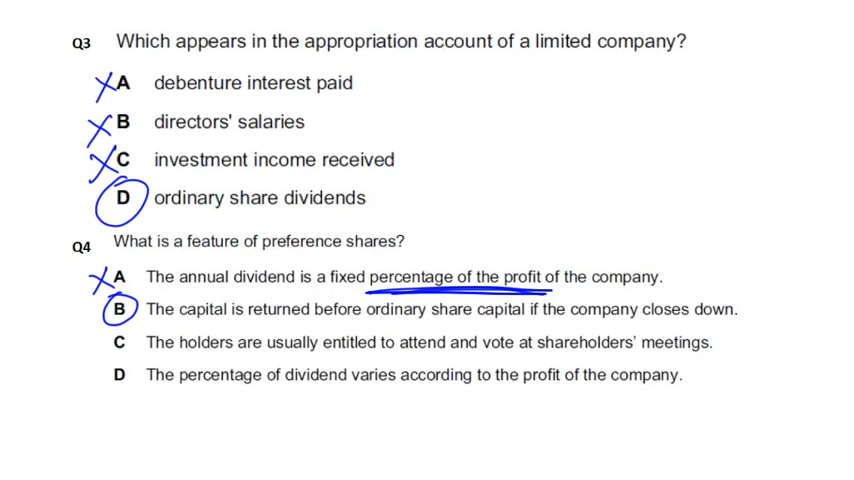 Q3 Which appears in the appropriation account of a limited company?
A debenture interest paid
B directors' salaries
C investment income received
D ordinary share dividends
Q4 What is a feature of preference shares?
A The annual dividend is a fixed percentage of the profit of the company.
B The capital is returned before ordinary share capital if the company closes down.
C The holders are usually entitled to attend and vote at shareholders' meetings.
D The percentage of dividend varies according to the profit of the company.